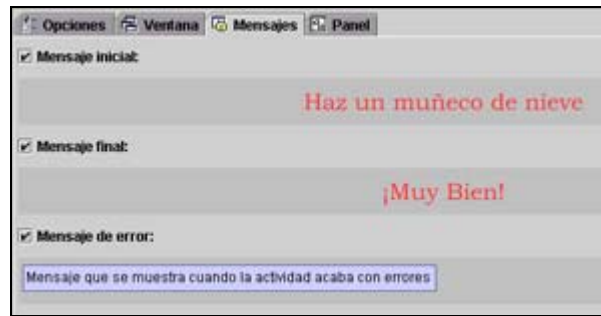 Opciones Ventana Mensajes Panel
Mensaje inicial:
Haz un muñeco de nieve
Mensaje final:
¡Muy Bien!
Mensaje de error:
Mensaje que se muestra cuando la actividad acaba con errores